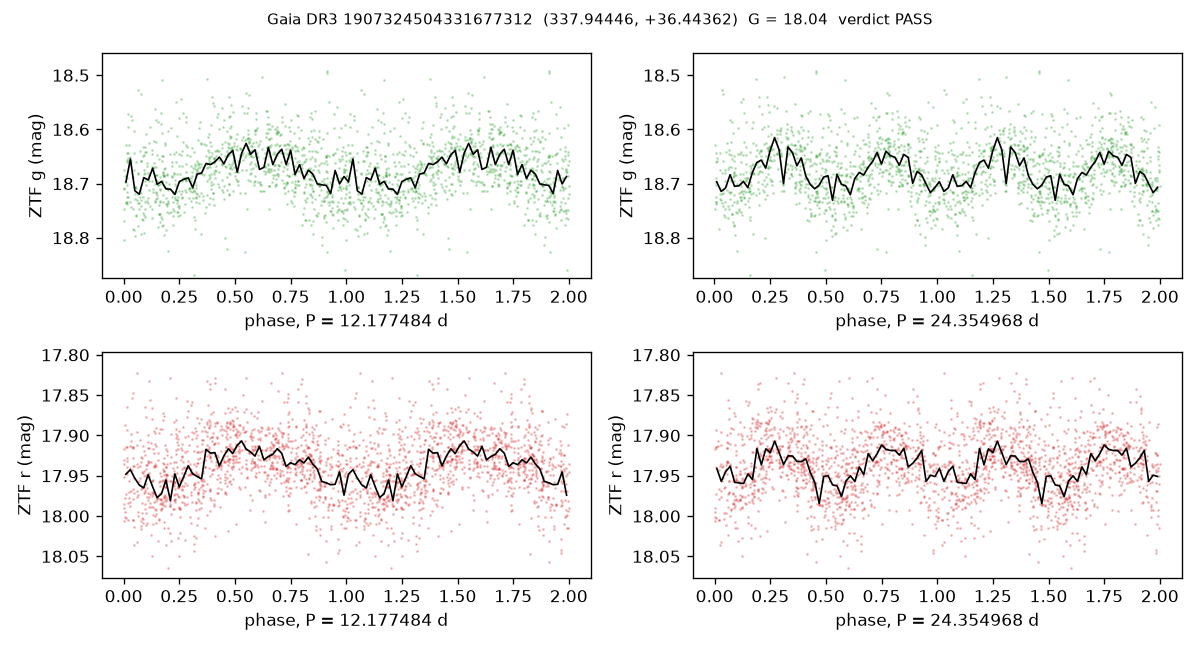 Gaia DR3 1907324504331677312 (337.94446, +36.44362) G = 18.04 verdict PASS
ZTF g (mag)
18.5
18.6
18.7
18.8
0.00 0.25 0.50 0.75 1.00 1.25 1.50 1.75 2.00
phase, P = 12.177484 d
ZTF g (mag)
18.5
18.6
18.7
18.8
0.00 0.25 0.50 0.75 1.00 1.25 1.50 1.75 2.00
phase, P = 24.354968 d
ZTF r (mag)
17.80
17.85
17.90
17.95
18.00
18.05
0.00 0.25 0.50 0.75 1.00 1.25 1.50 1.75 2.00
phase, P = 12.177484 d
ZTF r (mag)
17.80
17.85
17.90
17.95
18.00
18.05
0.00 0.25 0.50 0.75 1.00 1.25 1.50 1.75 2.00
phase, P = 24.354968 d